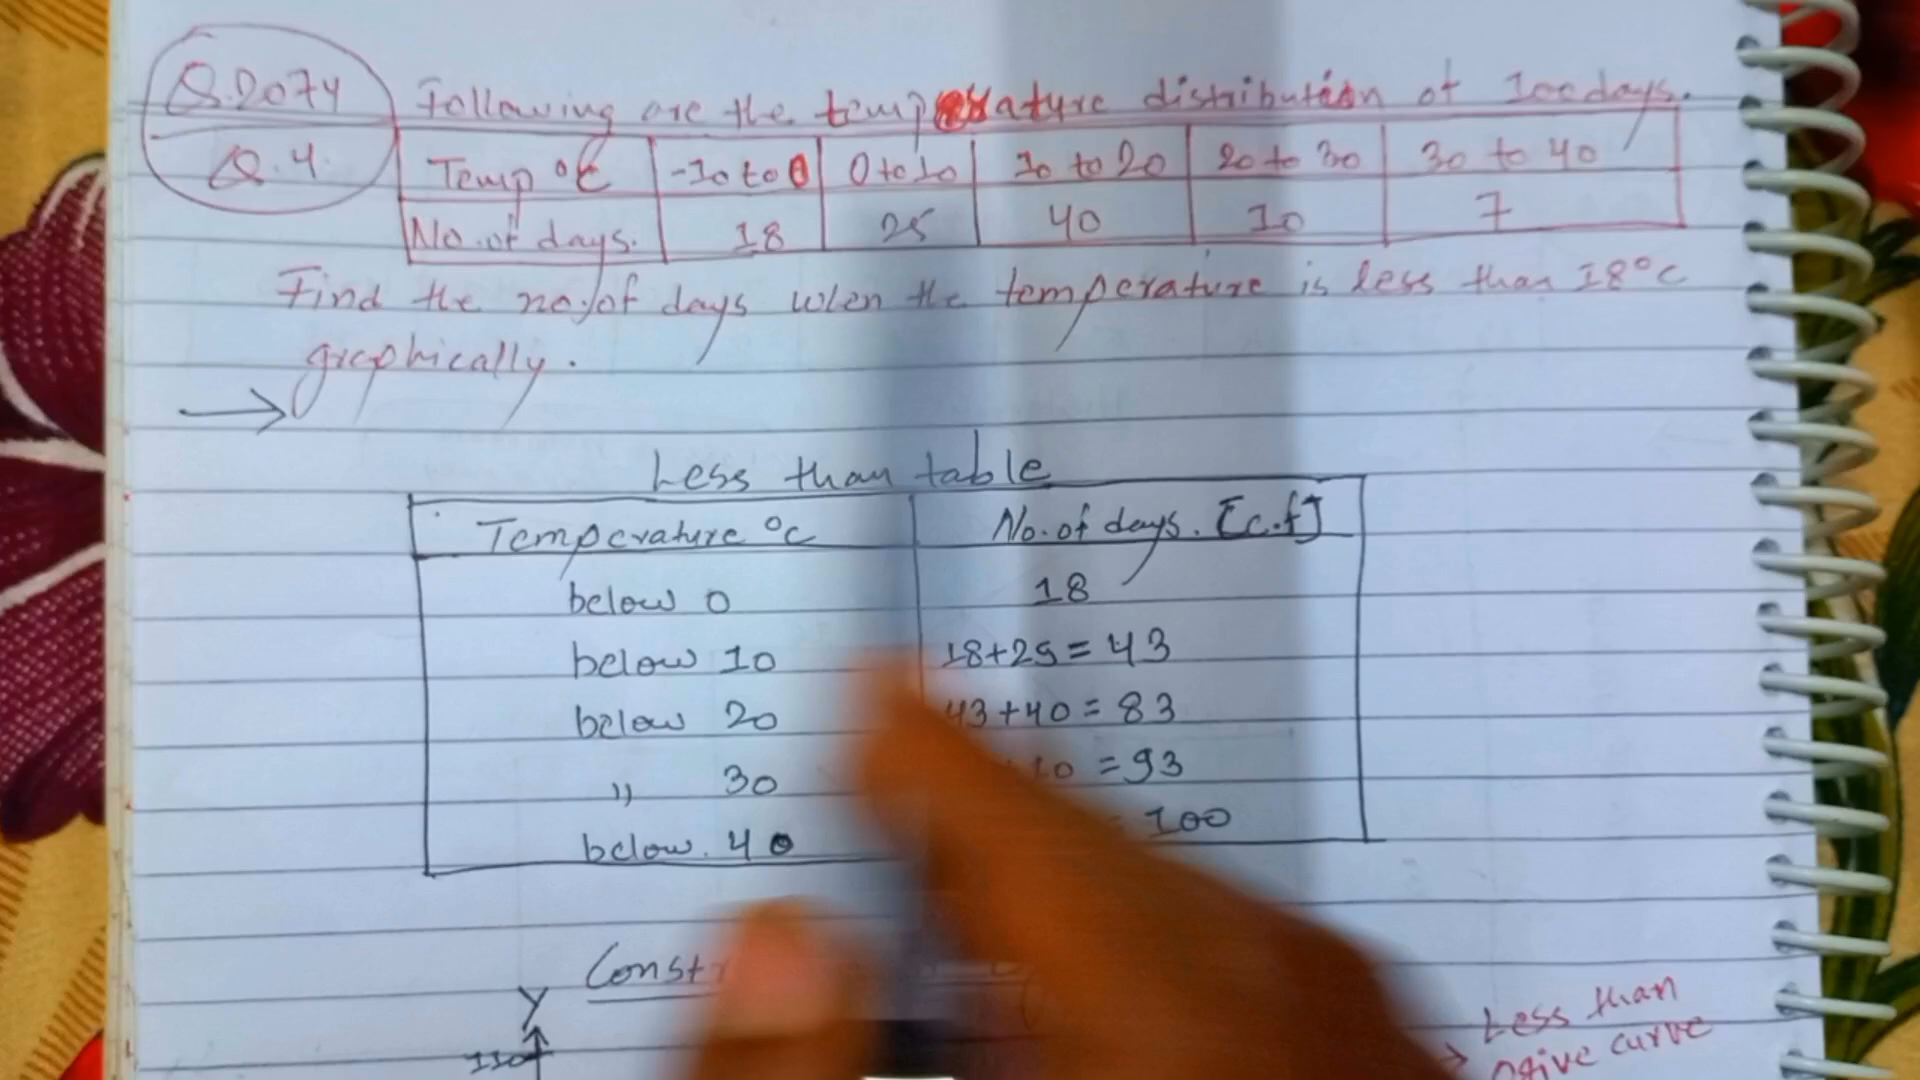 Q.2074
Q.4.
Following are the temperature distribution of 100 days.
Temp °C -10 to 0 0 to 10 10 to 20 20 to 30 30 to 40
No. of days. 18 25 40 10 7
Find the no. of days when the temperature is less than 18°C
graphically.
Less than table
Temperature °C No. of days. [c.f]
below 0 18
below 10 18+25=43
below 20 43+40=83
" 30 10 =93
below. 40 = 100
Y
110
Less than
ogive curve